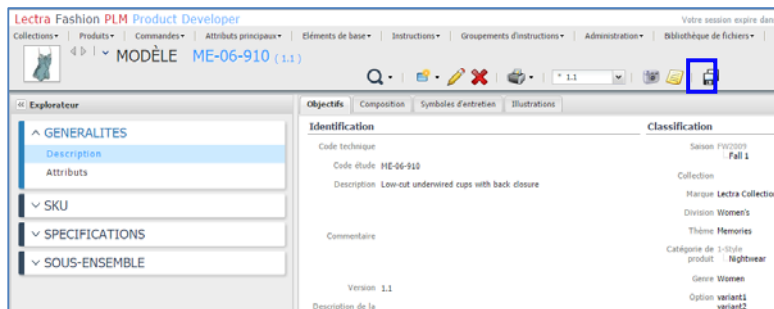 Lectra Fashion PLM Product Developer
Votre session expire dan
Collections Produits Commandes Attributs principaux Eléments de base Instructions Groupements d'instructions Administration Bibliothèque de fichiers
MODÈLE ME-06-910 (1.1)
* 1.1
Explorateur
Objectifs Composition Symboles d'entretien Illustrations
GENERALITES
Description
Attributs
SKU
SPECIFICATIONS
SOUS-ENSEMBLE
Identification
Code technique
Code étude ME-06-910
Description Low-cut underwired cups with back closure
Commentaire
Version 1.1
Description de la
Classification
Saison FW2009
Fall 1
Collection
Marque Lectra Collection
Division Women's
Thème Memories
Catégorie de 1-Style
produit Nightwear
Genre Women
Option variant1
variant2